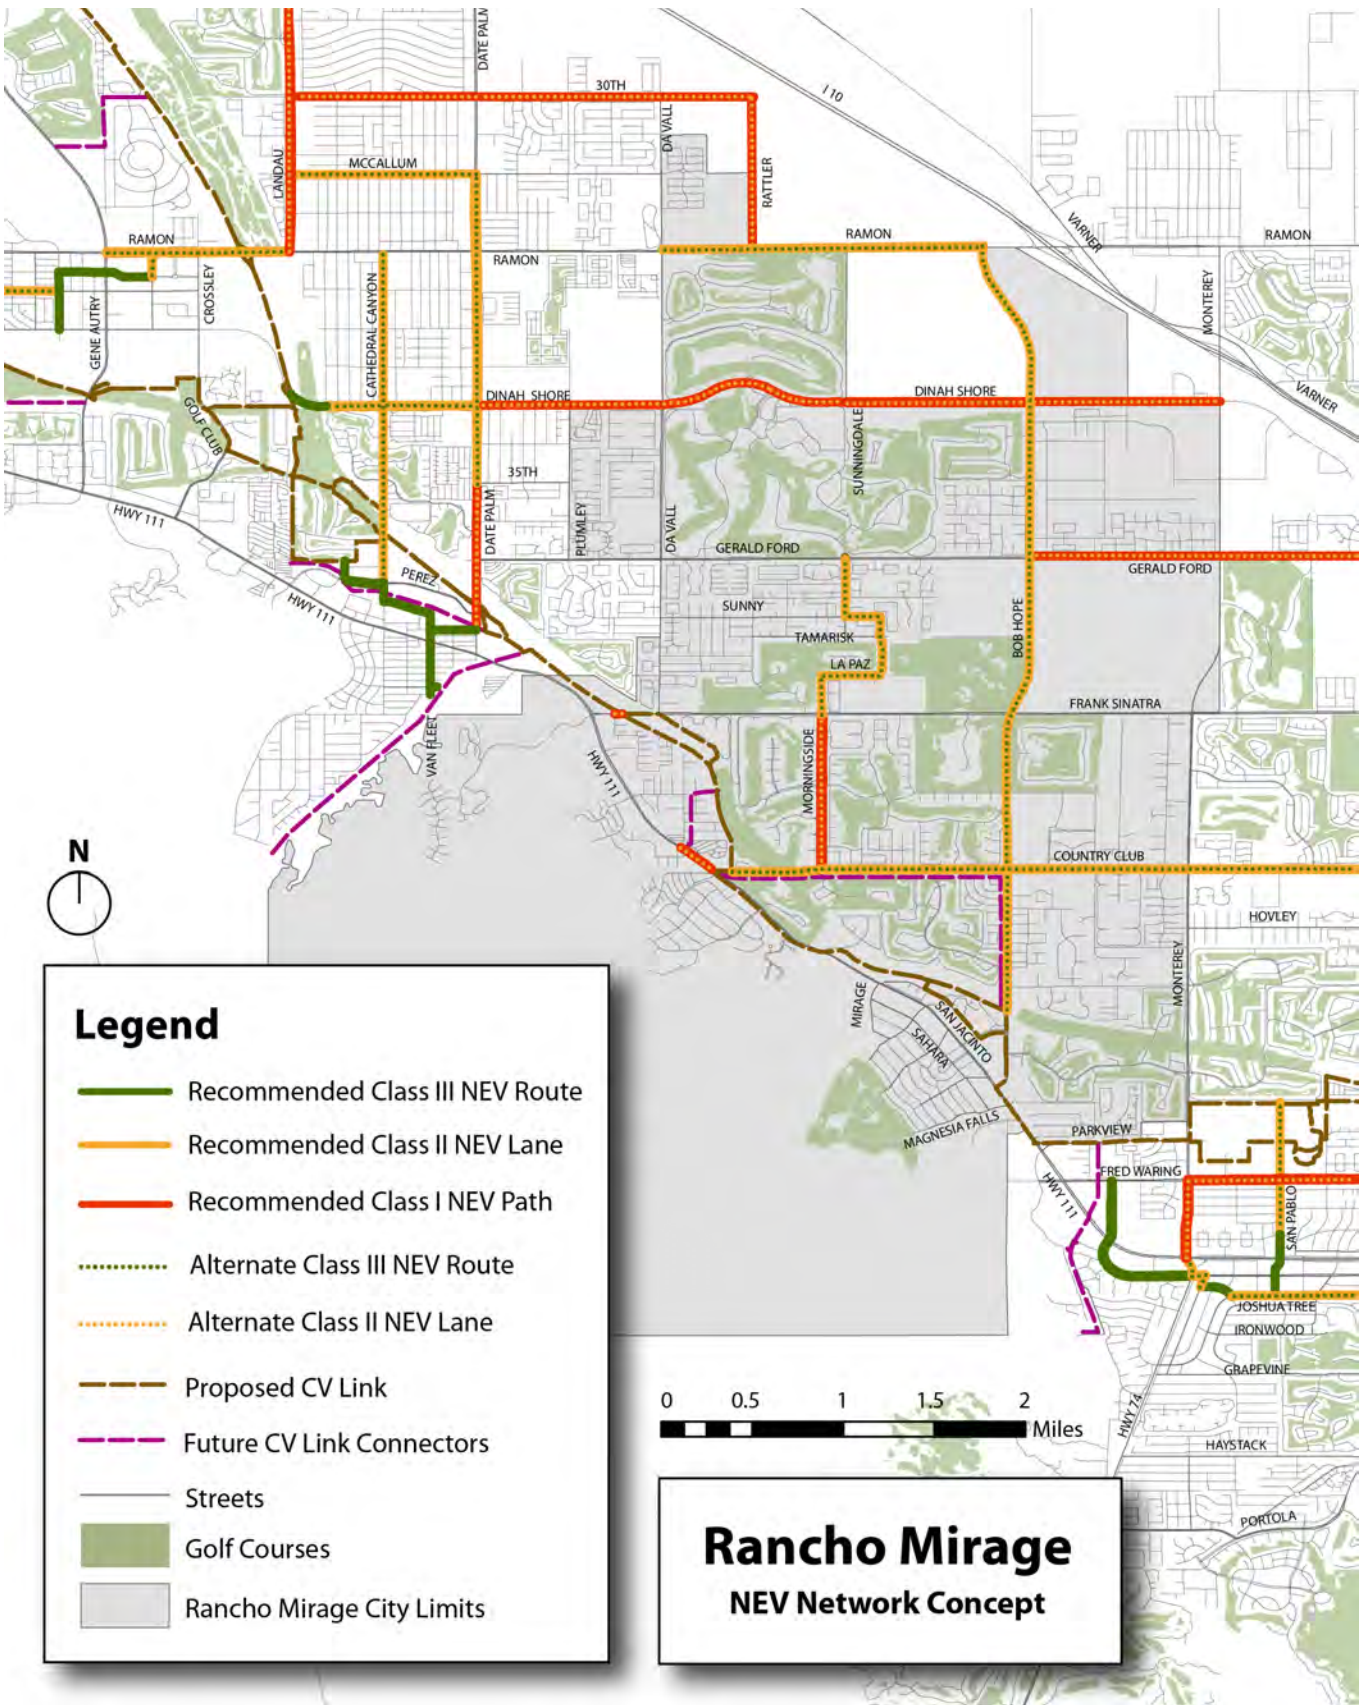 DATE PALM
30TH
I 10
DA VALL
LANDAU
MCCALLUM
RATTLER
VARNER
RAMON
RAMON
RAMON
RAMON
CROSSLEY
GENE AUTRY
CATHEDRAL CANYON
MONTEREY
VARNER
DINAH SHORE
DINAH SHORE
GOLF CLUB
SUNNINGDALE
35TH
HWY 111
DATE PALM
PLUMLEY
DA VALL
GERALD FORD
GERALD FORD
PEREZ
HWY 111
SUNNY
TAMARISK
BOB HOPE
LA PAZ
FRANK SINATRA
VAN FLEET
HWY 111
MORNINGSIDE
COUNTRY CLUB
N
HOVLEY
MONTEREY
MIRAGE
SAN JACINTO
SAHARA
MAGNESIA FALLS
PARKVIEW
FRED WARING
HWY 111
SAN PABLO
JOSHUA TREE
IRONWOOD
GRAPEVINE
HWY 74
HAYSTACK
PORTOLA
Legend
Recommended Class III NEV Route
Recommended Class II NEV Lane
Recommended Class I NEV Path
Alternate Class III NEV Route
Alternate Class II NEV Lane
Proposed CV Link
Future CV Link Connectors
Streets
Golf Courses
Rancho Mirage City Limits
0 0.5 1 1.5 2
Miles
Rancho Mirage
NEV Network Concept